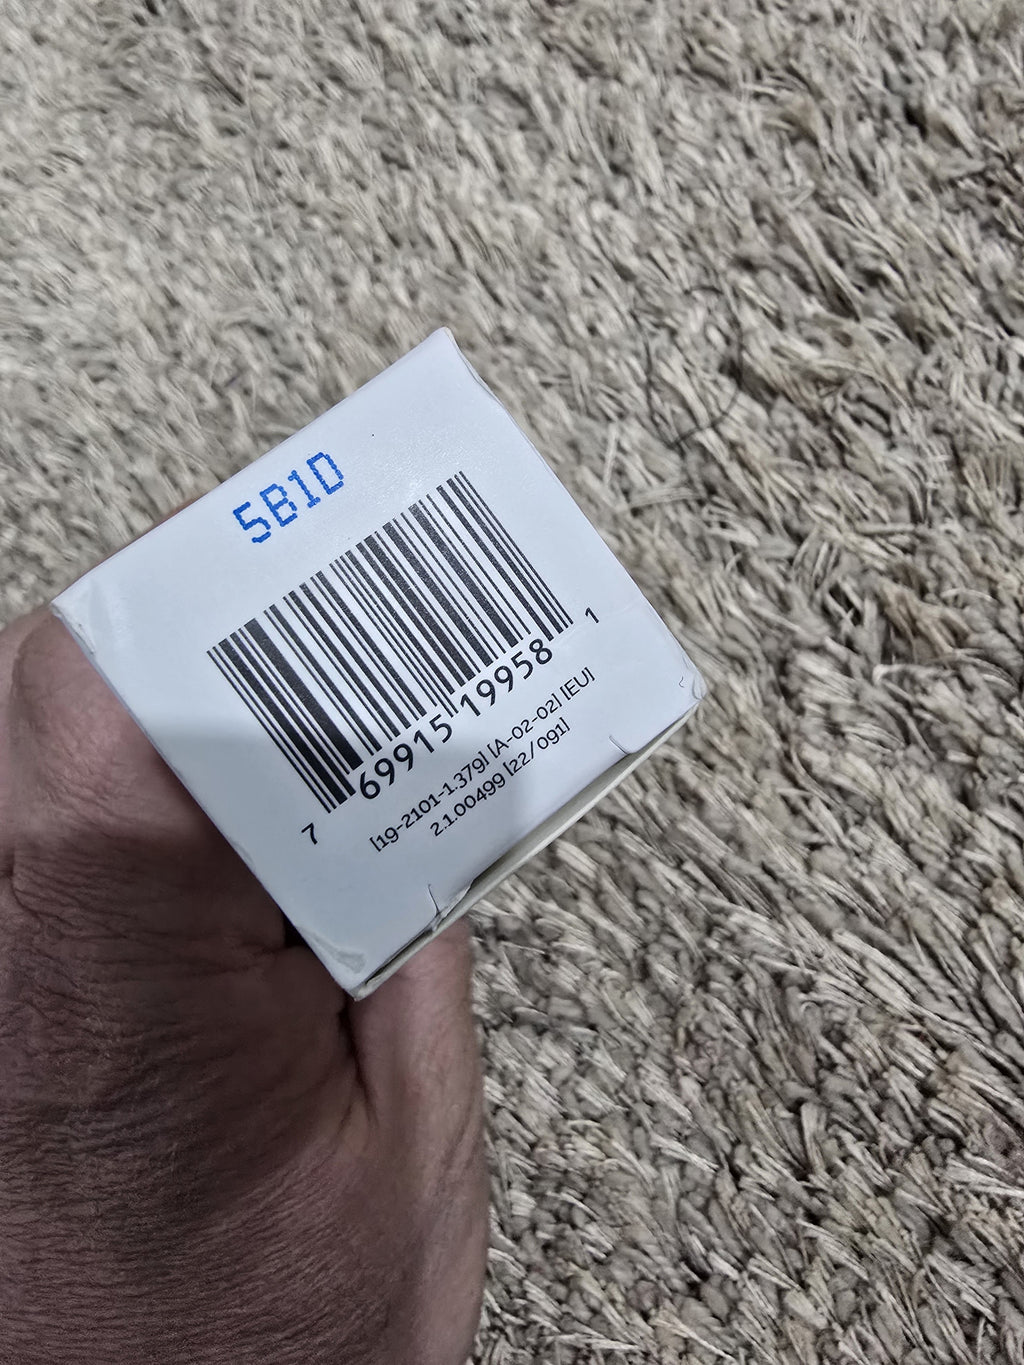 5B1D
7 69915 19958 1
[19-2101-1.379] [A-02-02] [EU]
2.1.00499 [22/091]